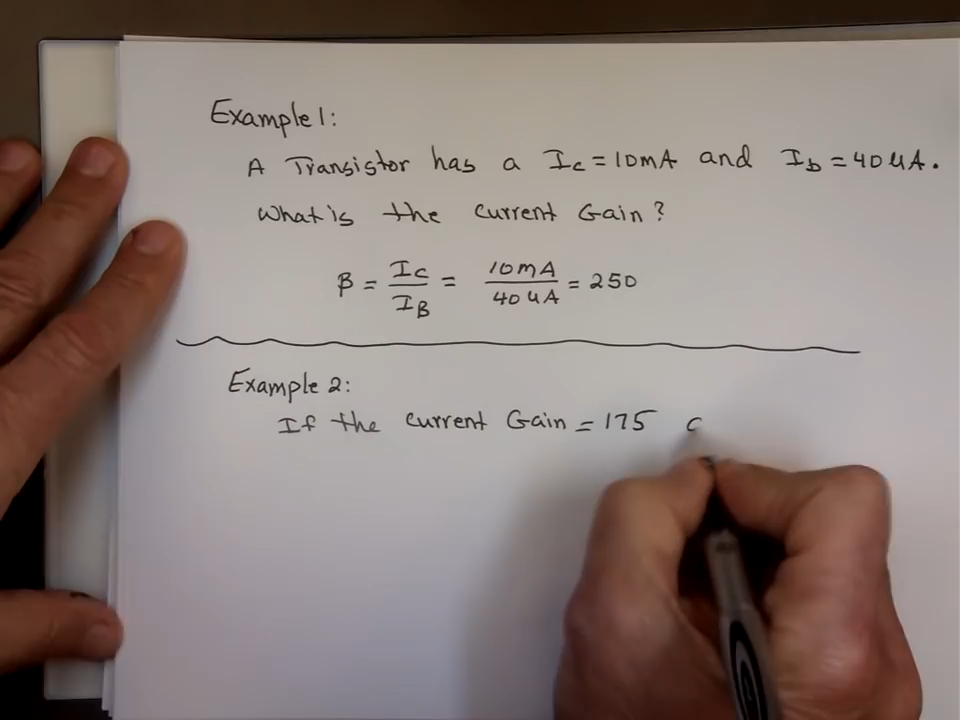 Example 1:
A Transistor has a Ic = 10mA and Ib = 40uA.
What is the Current Gain?
β = Ic/IB = 10mA/40uA = 250
Example 2:
If the Current Gain = 175